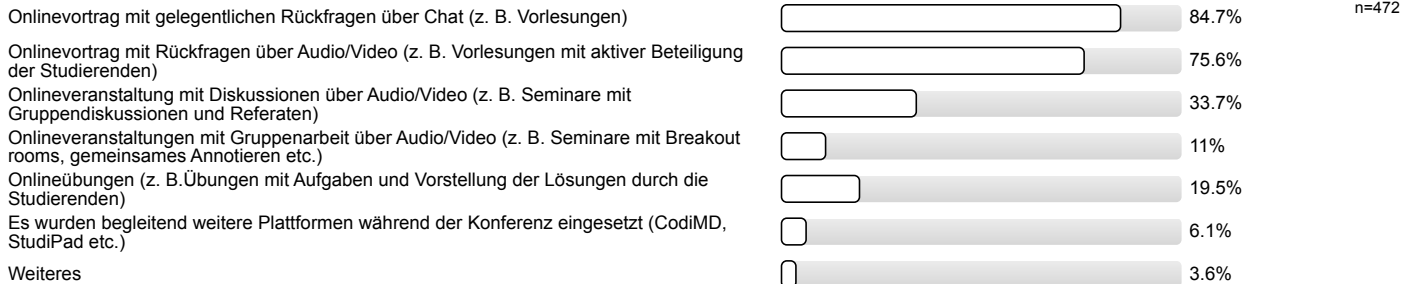 Onlinevortrag mit gelegentlichen Rückfragen über Chat (z. B. Vorlesungen) 84.7% n=472
Onlinevortrag mit Rückfragen über Audio/Video (z. B. Vorlesungen mit aktiver Beteiligung
der Studierenden) 75.6%
Onlineveranstaltung mit Diskussionen über Audio/Video (z. B. Seminare mit
Gruppendiskussionen und Referaten) 33.7%
Onlineveranstaltungen mit Gruppenarbeit über Audio/Video (z. B. Seminare mit Breakout
rooms, gemeinsames Annotieren etc.) 11%
Onlineübungen (z. B.Übungen mit Aufgaben und Vorstellung der Lösungen durch die
Studierenden) 19.5%
Es wurden begleitend weitere Plattformen während der Konferenz eingesetzt (CodiMD,
StudiPad etc.) 6.1%
Weiteres 3.6%